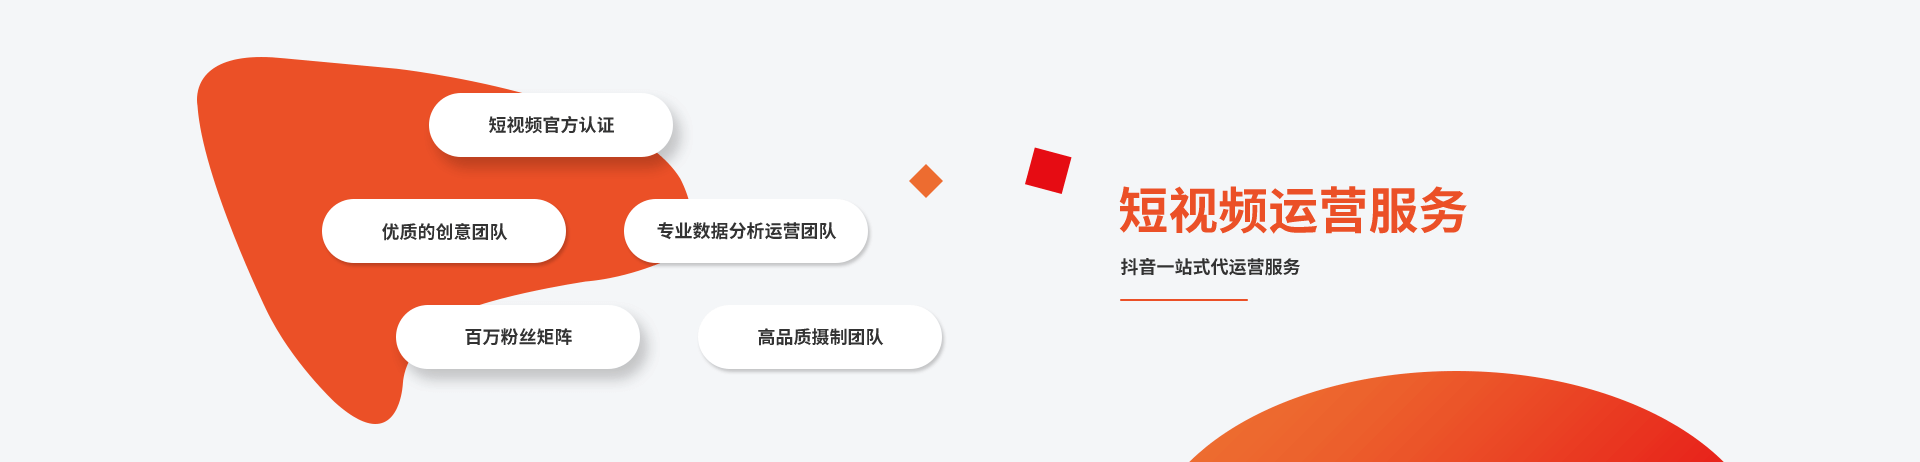 短视频官方认证
优质的创意团队
专业数据分析运营团队
百万粉丝矩阵
高品质摄制团队
短视频运营服务
抖音一站式代运营服务